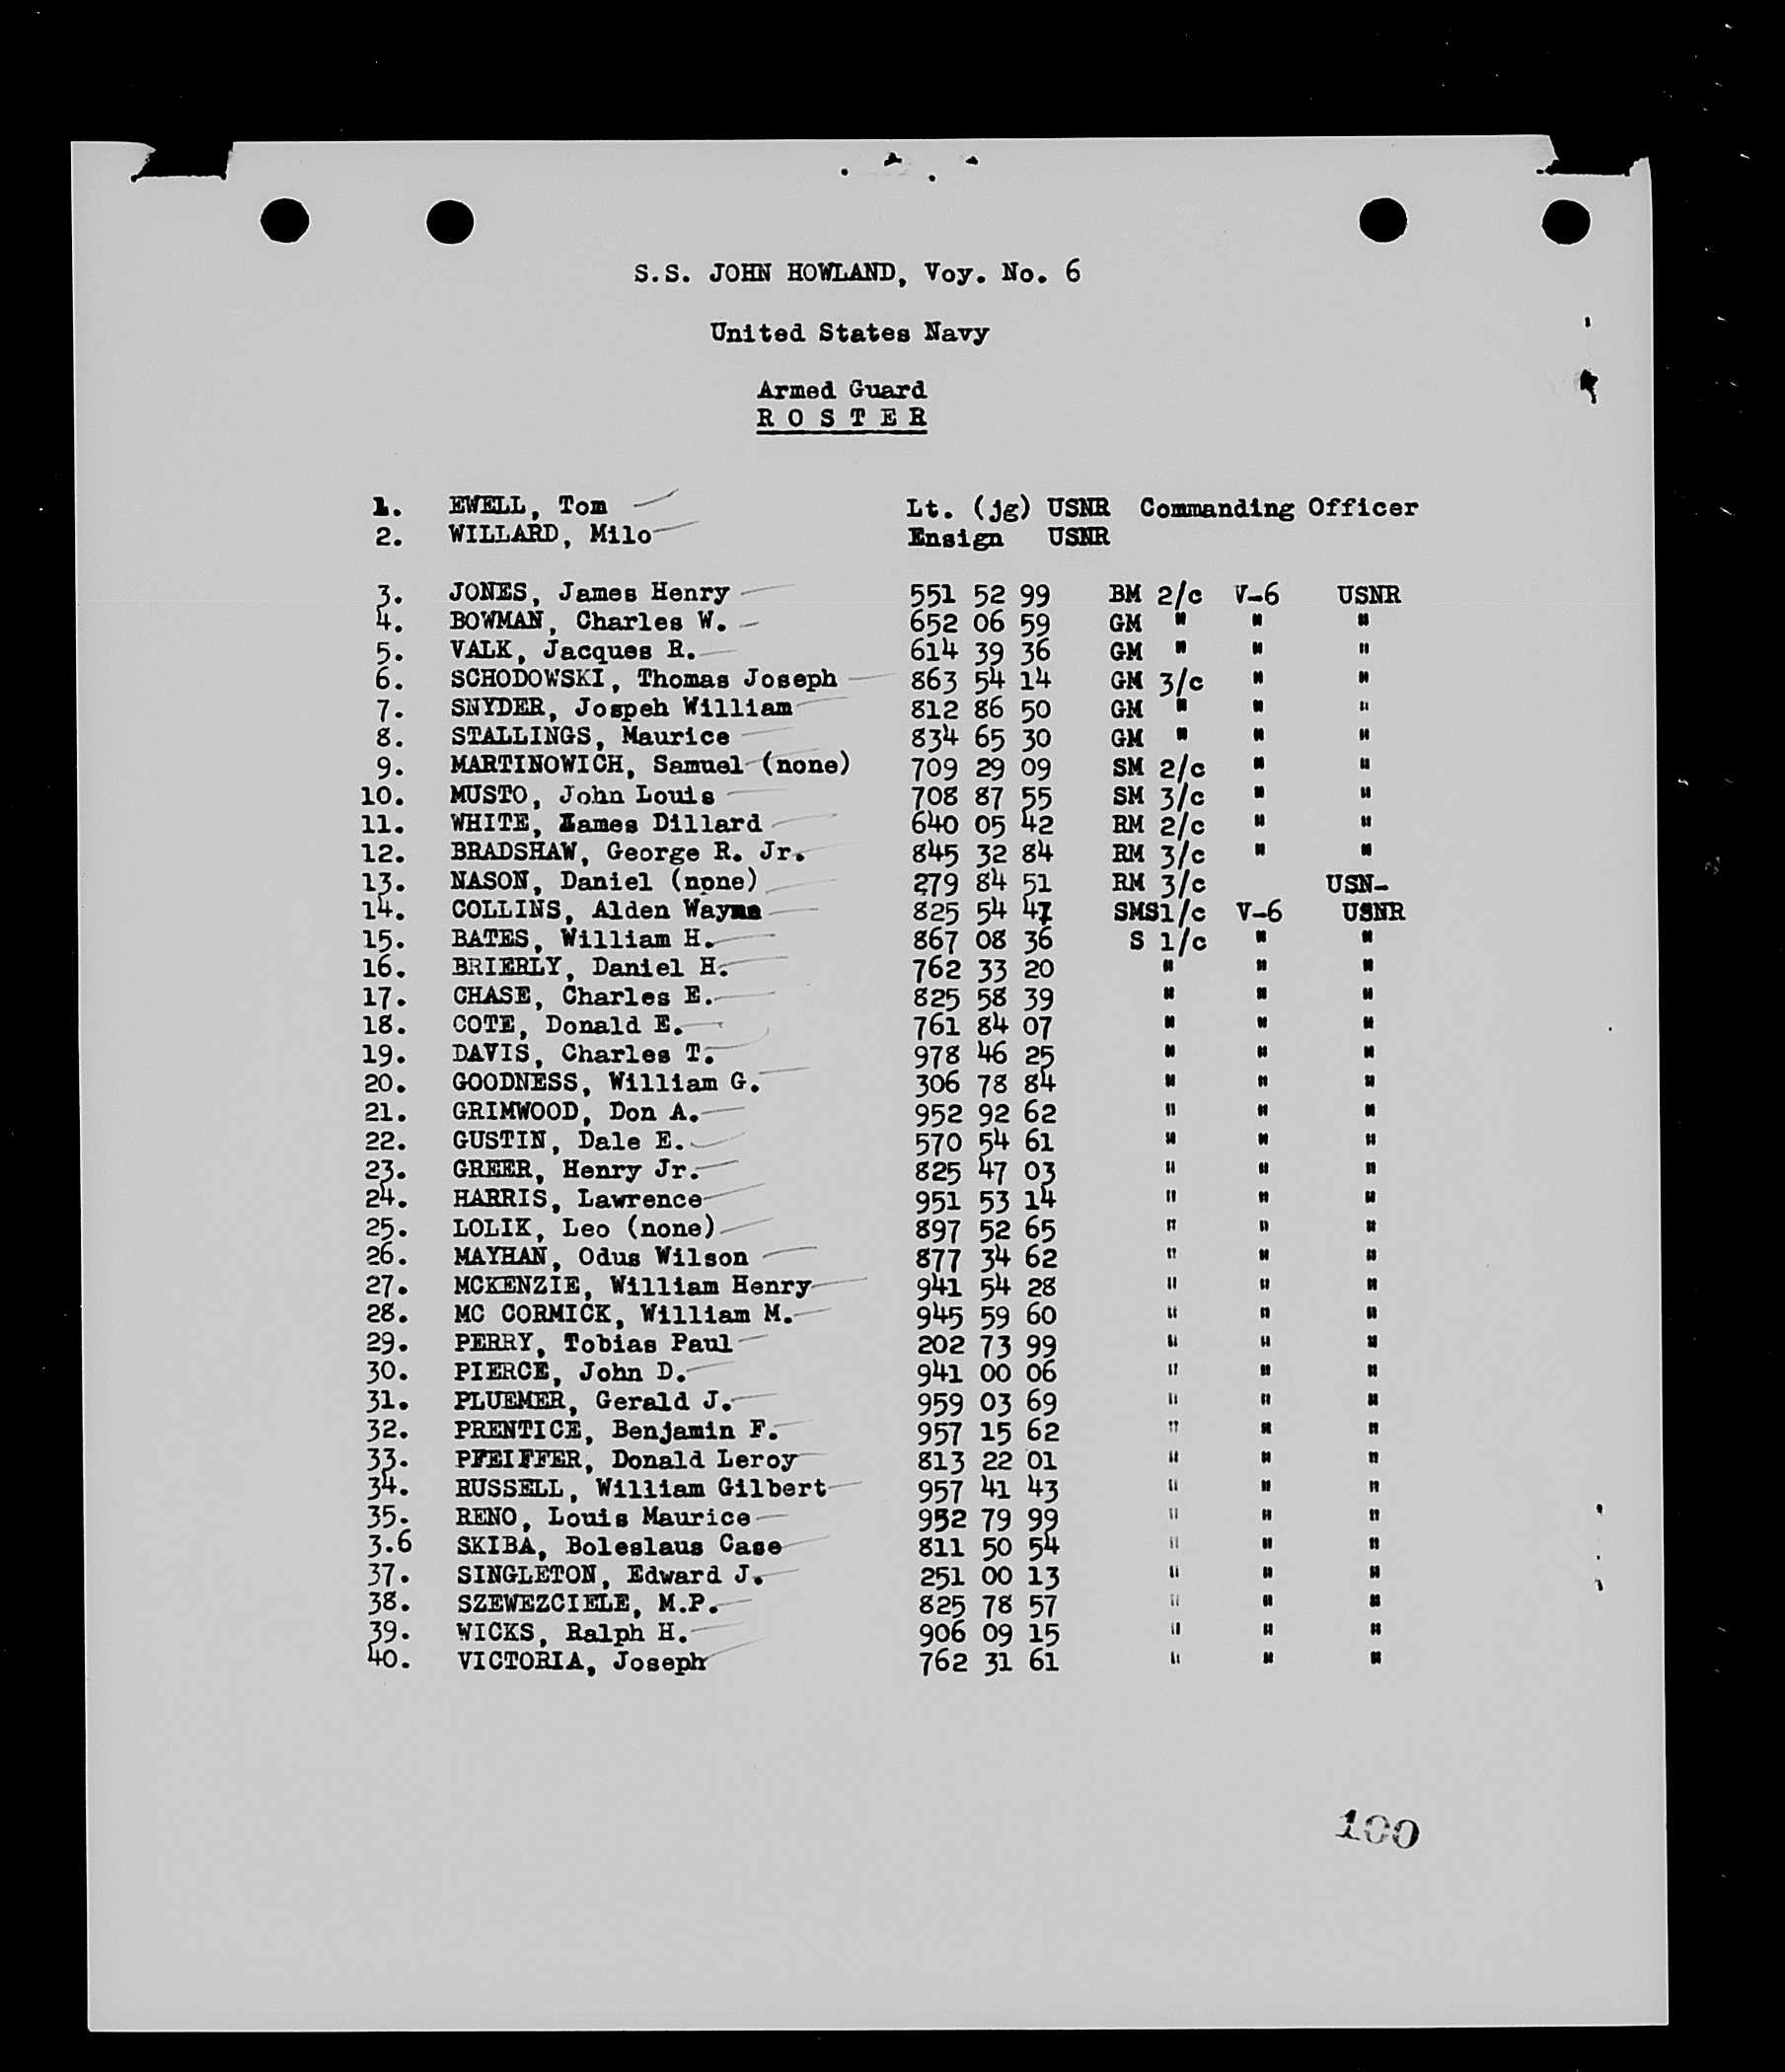 S.S. JOHN HOWLAND, Voy. No. 6
United States Navy
Armed Guard
R O S T E R
1. EWELL, Tom Lt. (jg) USNR Commanding Officer
2. WILLARD, Milo Ensign USNR
3. JONES, James Henry 551 52 99 BM 2/c V-6 USNR
4. BOWMAN, Charles W. 652 06 59 GM " " "
5. VALK, Jacques R. 614 39 36 GM " " "
6. SCHODOWSKI, Thomas Joseph 863 54 14 GM 3/c " "
7. SNYDER, Jospeh William 812 86 50 GM " " "
8. STALLINGS, Maurice 834 65 30 GM " " "
9. MARTINOWICH, Samuel (none) 709 29 09 SM 2/c " "
10. MUSTO, John Louis 708 87 55 SM 3/c " "
11. WHITE, James Dillard 640 05 42 RM 2/c " "
12. BRADSHAW, George R. Jr. 845 32 84 RM 3/c " "
13. NASON, Daniel (none) 279 84 51 RM 3/c USN-
14. COLLINS, Alden Wayne 825 54 47 SMS1/c V-6 USNR
15. BATES, William H. 867 08 36 S 1/c " "
16. BRIERLY, Daniel H. 762 33 20 " " "
17. CHASE, Charles E. 825 58 39 " " "
18. COTE, Donald E. 761 84 07 " " "
19. DAVIS, Charles T. 978 46 25 " " "
20. GOODNESS, William G. 306 78 84 " " "
21. GRIMWOOD, Don A. 952 92 62 " " "
22. GUSTIN, Dale E. 570 54 61 " " "
23. GREER, Henry Jr. 825 47 03 " " "
24. HARRIS, Lawrence 951 53 14 " " "
25. LOLIK, Leo (none) 897 52 65 " " "
26. MAYHAN, Odus Wilson 877 34 62 " " "
27. MCKENZIE, William Henry 941 54 28 " " "
28. MC CORMICK, William M. 945 59 60 " " "
29. PERRY, Tobias Paul 202 73 99 " " "
30. PIERCE, John D. 941 00 06 " " "
31. PLUEMER, Gerald J. 959 03 69 " " "
32. PRENTICE, Benjamin F. 957 15 62 " " "
33. PFEIFFER, Donald Leroy 813 22 01 " " "
34. RUSSELL, William Gilbert 957 41 43 " " "
35. RENO, Louis Maurice 952 79 99 " " "
3.6 SKIBA, Boleslaus Case 811 50 54 " " "
37. SINGLETON, Edward J. 251 00 13 " " "
38. SZEWEZCIELE, M.P. 825 78 57 " " "
39. WICKS, Ralph H. 906 09 15 " " "
40. VICTORIA, Joseph 762 31 61 " " "
100